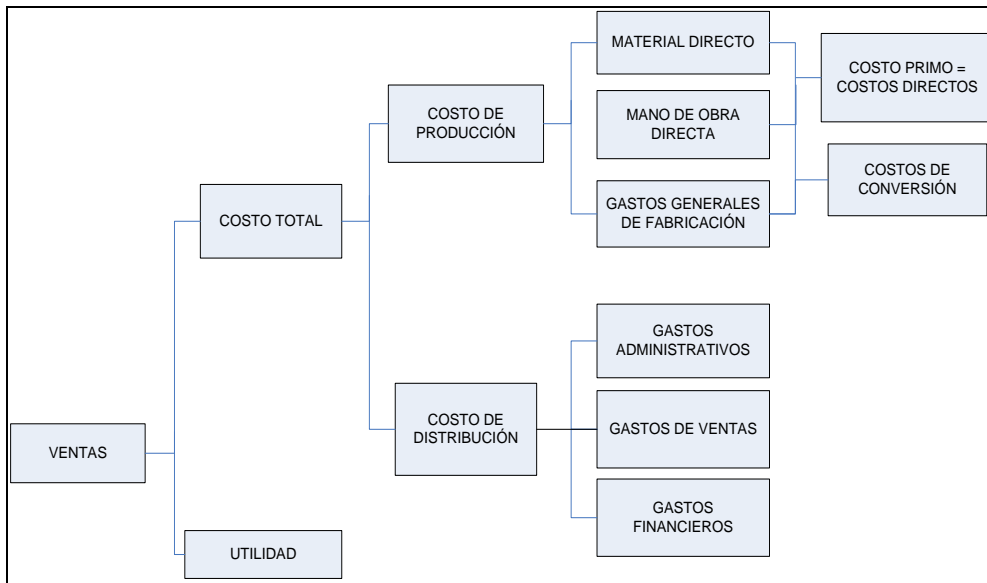 MATERIAL DIRECTO
COSTO PRIMO =
COSTOS DIRECTOS
COSTO DE
PRODUCCIÓN
MANO DE OBRA
DIRECTA
COSTOS DE
CONVERSIÓN
COSTO TOTAL
GASTOS GENERALES
DE FABRICACIÓN
GASTOS
ADMINISTRATIVOS
COSTO DE
DISTRIBUCIÓN
GASTOS DE VENTAS
VENTAS
GASTOS
FINANCIEROS
UTILIDAD